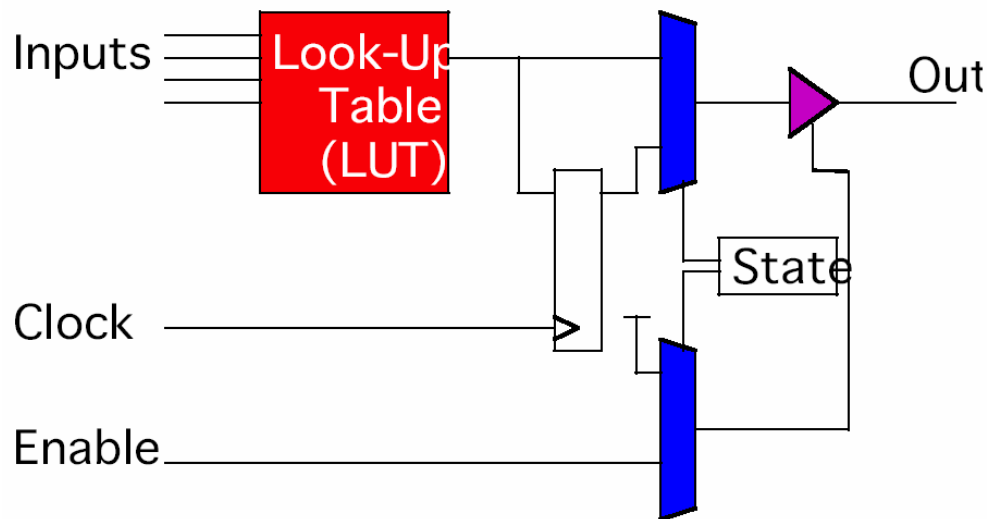 Inputs
Look-Up
Table
(LUT)
Out
State
Clock
Enable